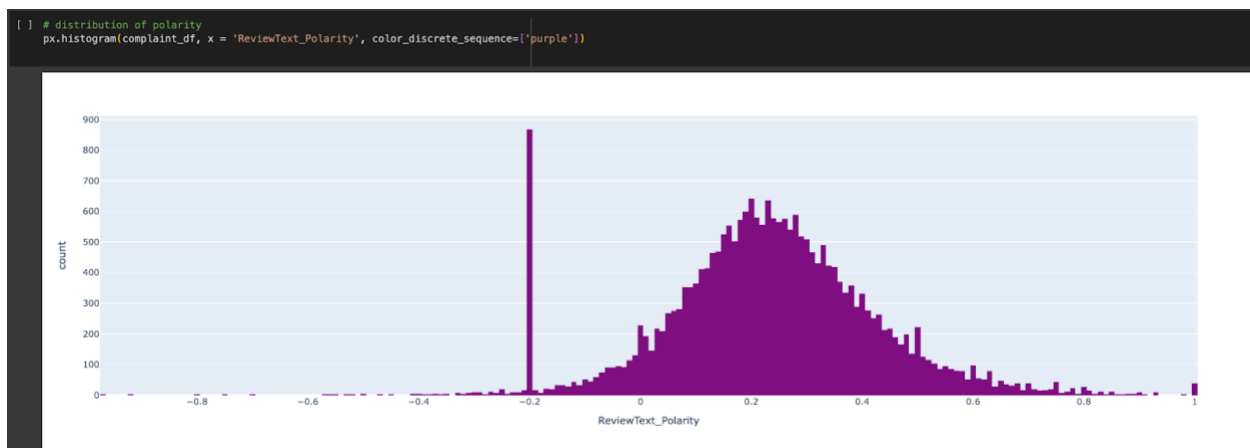 [ ] # distribution of polarity
px.histogram(complaint_df, x = 'ReviewText_Polarity', color_discrete_sequence=['purple'])
900
800
700
600
500
400
300
200
100
0
count
−0.8 −0.6 −0.4 −0.2 0 0.2 0.4 0.6 0.8 1
ReviewText_Polarity